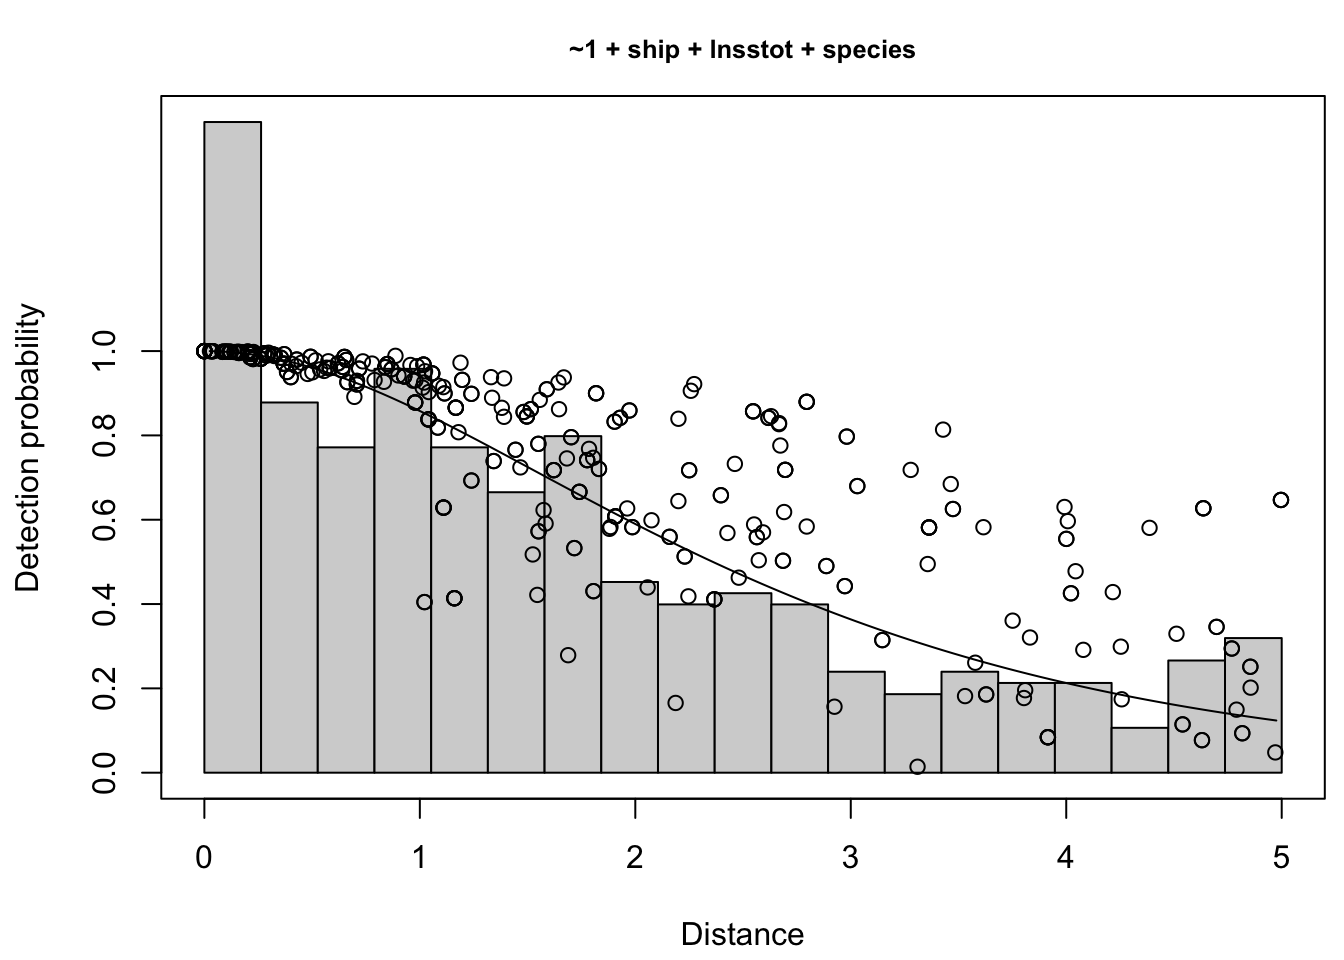 ~1 + ship + lnsstot + species
Detection probability
1.0
0.8
0.6
0.4
0.2
0.0
0 1 2 3 4 5
Distance